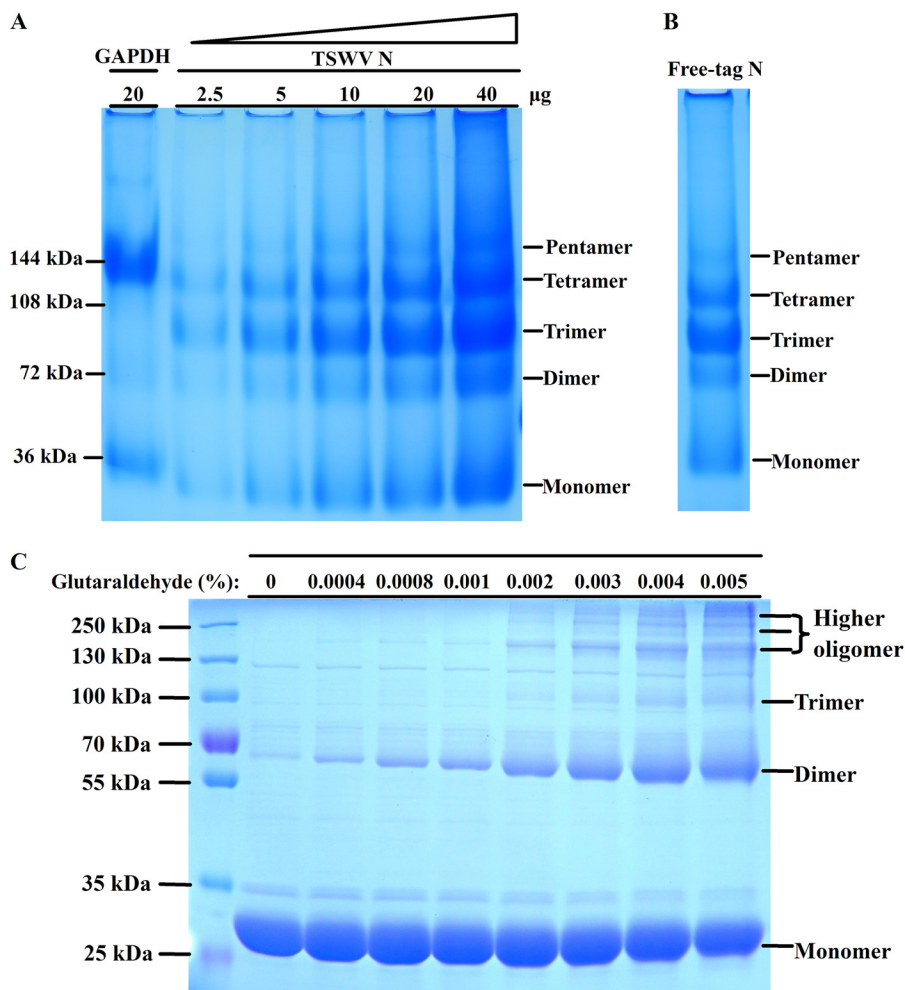 A
GAPDH
TSWV N
20 2.5 5 10 20 40 µg
144 kDa
108 kDa
72 kDa
36 kDa
Pentamer
Tetramer
Trimer
Dimer
Monomer
B
Free-tag N
Pentamer
Tetramer
Trimer
Dimer
Monomer
C
Glutaraldehyde (%): 0 0.0004 0.0008 0.001 0.002 0.003 0.004 0.005
250 kDa
130 kDa
100 kDa
70 kDa
55 kDa
35 kDa
25 kDa
Higher
oligomer
Trimer
Dimer
Monomer